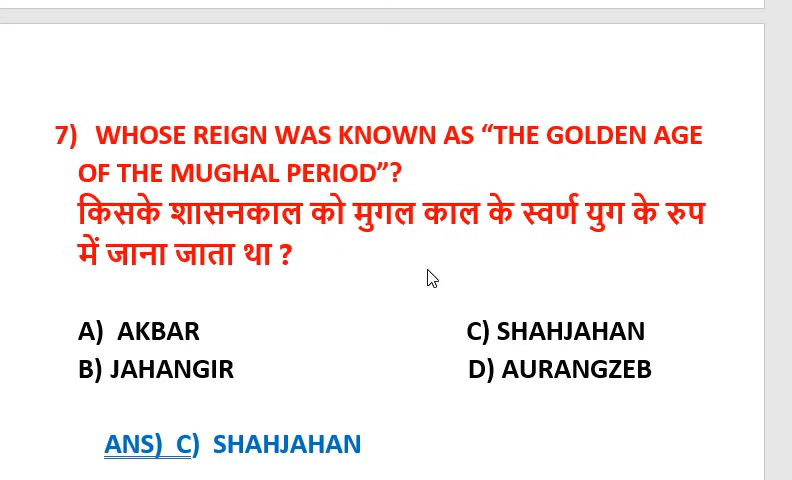 7) WHOSE REIGN WAS KNOWN AS “THE GOLDEN AGE
OF THE MUGHAL PERIOD”?
किसके शासनकाल को मुगल काल के स्वर्ण युग के रुप
में जाना जाता था ?
A) AKBAR C) SHAHJAHAN
B) JAHANGIR D) AURANGZEB
ANS) C) SHAHJAHAN